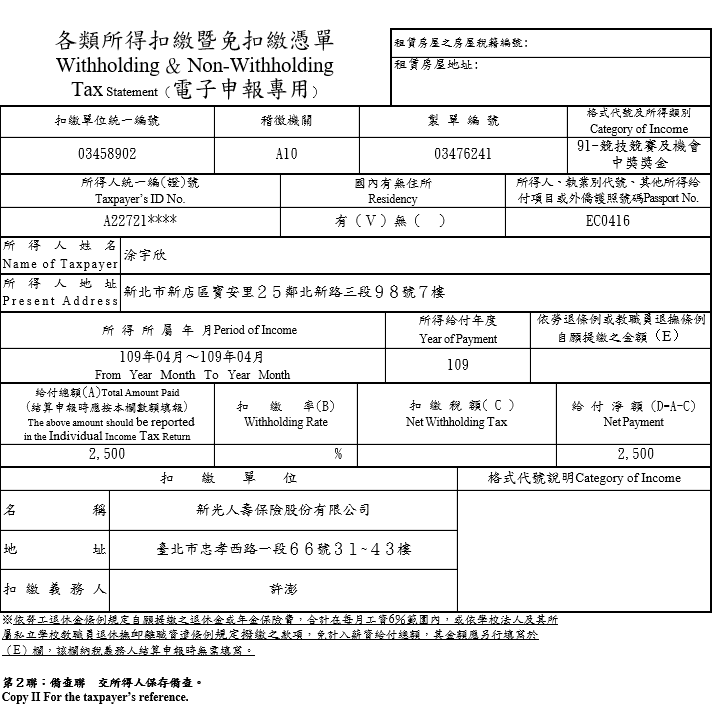 各類所得扣繳暨免扣繳憑單
Withholding & Non-Withholding
Tax Statement（電子申報專用）
租賃房屋之房屋稅籍編號:
租賃房屋地址:
扣繳單位統一編號 稽徵機關 製 單 編 號 格式代號及所得類別
Category of Income
03458902 A10 03476241 91-競技競賽及機會
中獎獎金
所得人統一編(證)號 國內有無住所 所得人、執業別代號、其他所得給
Taxpayer's ID No. Residency 付項目或外僑護照號碼Passport No.
A22721**** 有(V)無( ) EC0416
所 得 人 姓 名
Name of Taxpayer 涂宇欣
所 得 人 地 址
Present Address 新北市新店區寶安里２５鄰北新路三段９８號７樓
所 得 所 屬 年 月Period of Income 所得給付年度 依勞退條例或教職員退撫條例
Year of Payment 自願提繳之金額（E）
109年04月～109年04月 109
From Year Month To Year Month
給付總額(A)Total Amount Paid 扣 繳 率(B) 扣 繳 稅 額( C ) 給 付 淨 額 (D=A-C)
(結算申報時應按本欄數額填報) Withholding Rate Net Withholding Tax Net Payment
The above amount should be reported
in the Individual Income Tax Return
2,500 % 2,500
扣 繳 單 位 格式代號說明Category of Income
名 稱 新光人壽保險股份有限公司
地 址 臺北市忠孝西路一段６６號３１~４３樓
扣 繳 義 務 人 許澎
※依勞工退休金條例規定自願提繳之退休金或年金保險費，合計在每月工資6%範圍內，或依學校法人及其所
屬私立學校教職員退休撫卹離職資遣條例規定撥繳之款項，免計入薪資給付總額，其金額應另行填寫於
（E）欄，該欄納稅義務人結算申報時無需填寫。
第２聯：備查聯 交所得人保存備查。
Copy II For the taxpayer's reference.